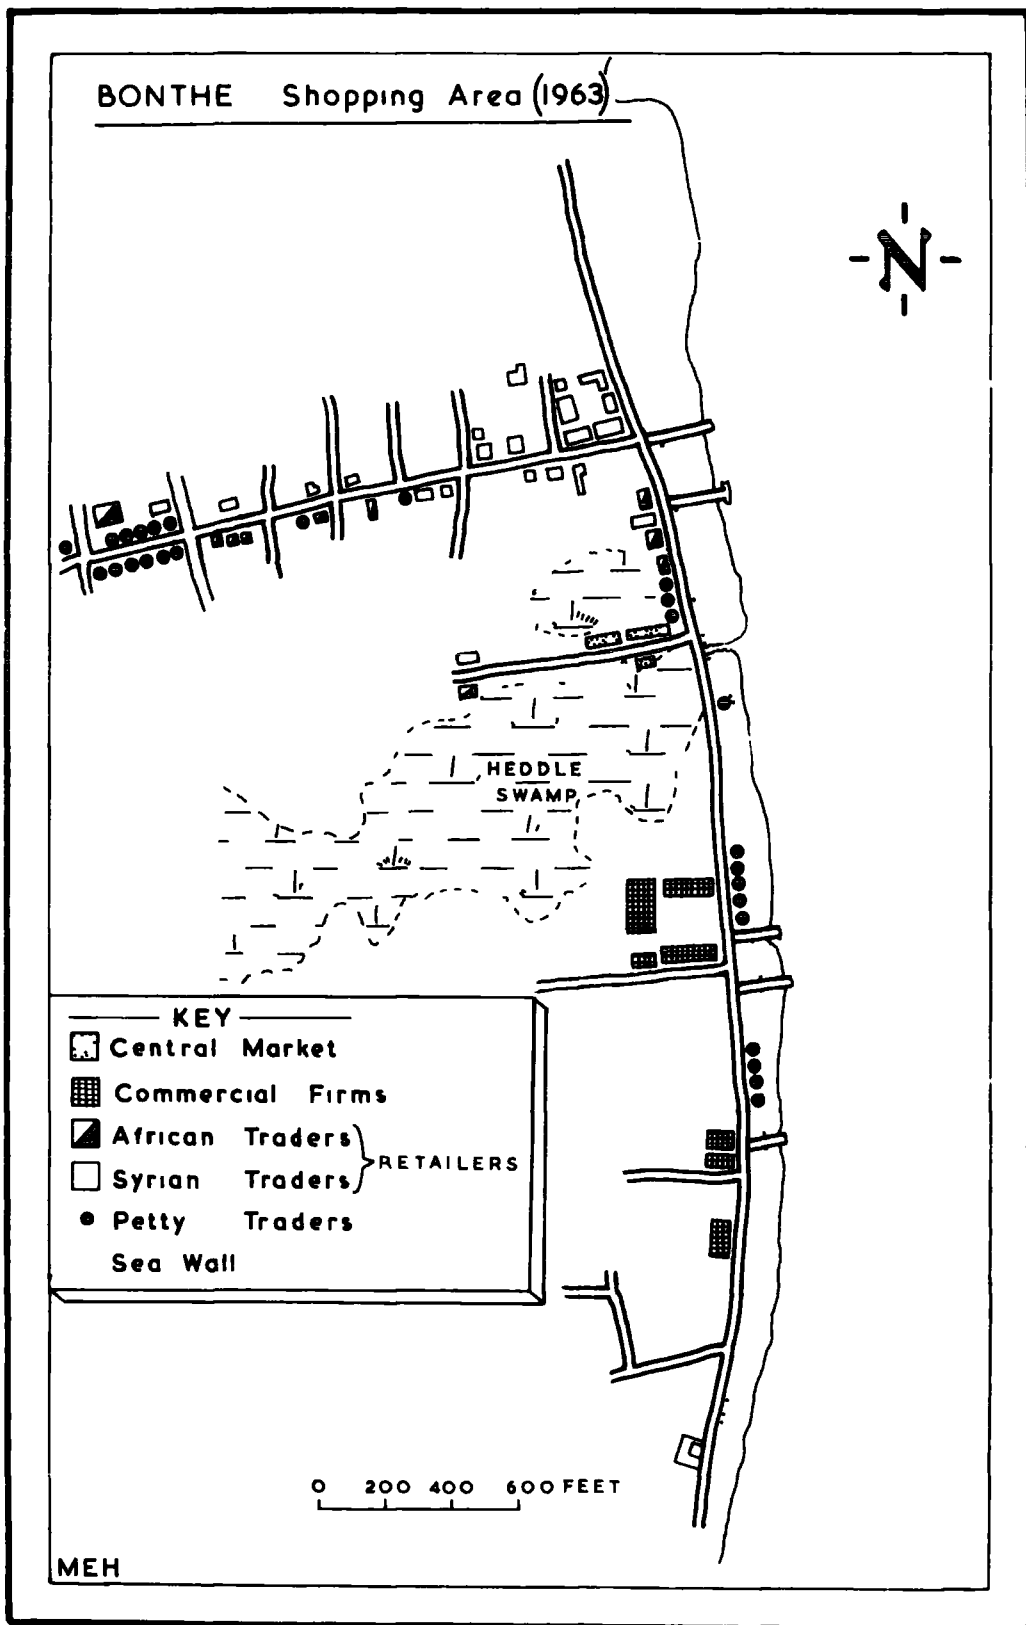 BONTHE Shopping Area (1963)
N
HEDDLE
SWAMP
KEY
Central Market
Commercial Firms
African Traders
RETAILERS
Syrian Traders
Petty Traders
Sea Wall
0 200 400 600 FEET
MEH